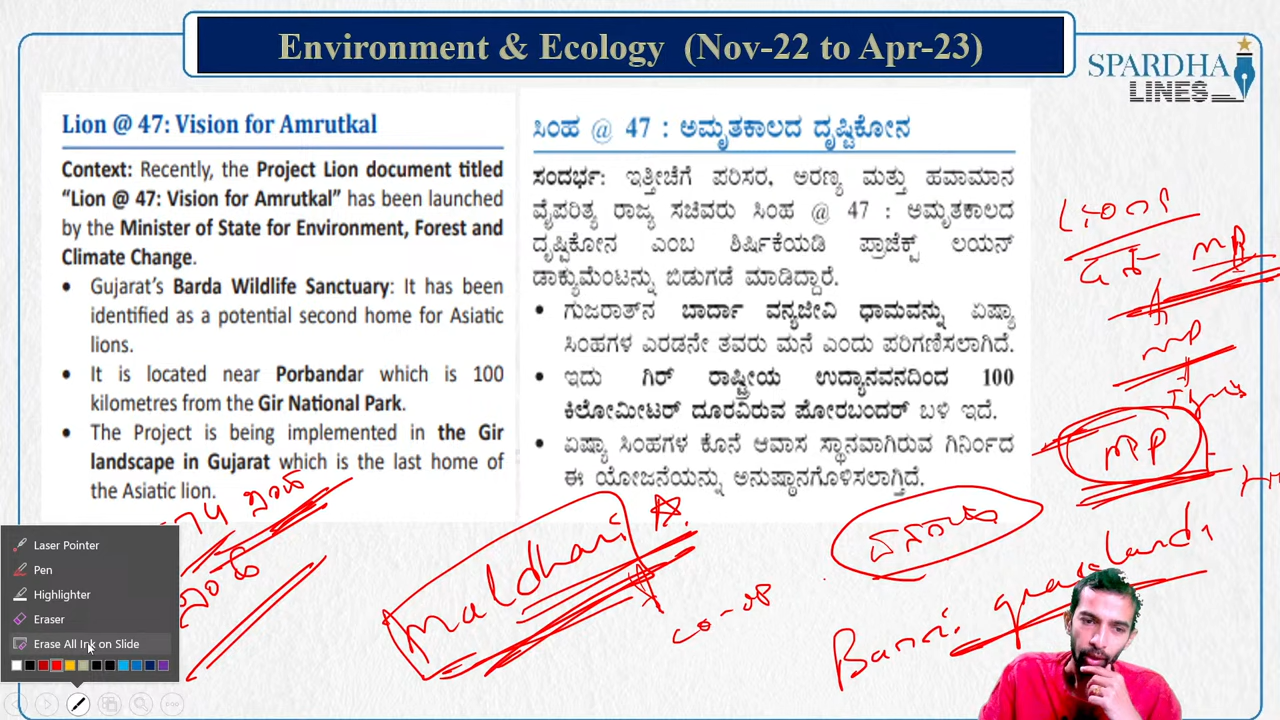 Environment & Ecology (Nov-22 to Apr-23)
SPARDHA
LINES
Lion @ 47: Vision for Amrutkal
Context: Recently, the Project Lion document titled
"Lion @ 47: Vision for Amrutkal" has been launched
by the Minister of State for Environment, Forest and
Climate Change.
• Gujarat's Barda Wildlife Sanctuary: It has been
identified as a potential second home for Asiatic
lions.
• It is located near Porbandar which is 100
kilometres from the Gir National Park.
• The Project is being implemented in the Gir
landscape in Gujarat which is the last home of
the Asiatic lion.
ಸಿಂಹ @ 47 : ಅಮೃತಕಾಲದ ದೃಷ್ಟಿಕೋನ
ಸಂದರ್ಭ: ಇತ್ತೀಚೆಗೆ ಪರಿಸರ, ಅರಣ್ಯ ಮತ್ತು ಹವಾಮಾನ
ವೈಪರಿತ್ಯ ರಾಜ್ಯ ಸಚಿವರು ಸಿಂಹ @ 47 : ಅಮೃತಕಾಲದ
ದೃಷ್ಟಿಕೋನ ಎಂಬ ಶಿರ್ಷಿಕೆಯಡಿ ಪ್ರಾಜೆಕ್ಟ್ ಲಯನ್
ಡಾಕ್ಯುಮೆಂಟನ್ನು ಬಿಡುಗಡೆ ಮಾಡಿದ್ದಾರೆ.
• ಗುಜರಾತ್‌ನ ಬಾರ್ದಾ ವನ್ಯಜೀವಿ ಧಾಮವನ್ನು ಏಷ್ಯಾ
ಸಿಂಹಗಳ ಎರಡನೇ ತವರು ಮನೆ ಎಂದು ಪರಿಗಣಿಸಲಾಗಿದೆ.
• ಇದು ಗಿರ್ ರಾಷ್ಟ್ರೀಯ ಉದ್ಯಾನವನದಿಂದ 100
ಕಿಲೋಮೀಟರ್ ದೂರವಿರುವ ಪೋರಬಂದರ್ ಬಳಿ ಇದೆ.
• ಏಷ್ಯಾ ಸಿಂಹಗಳ ಕೊನೆ ಆವಾಸ ಸ್ಥಾನವಾಗಿರುವ ಗಿರ್ನಿಂದ
ಈ ಯೋಜನೆಯನ್ನು ಅನುಷ್ಠಾನಗೊಳಿಸಲಾಗ್ತಿದೆ.
MP
MP
MP
Maldhari
Banni grasslands
Laser Pointer
Pen
Highlighter
Eraser
Erase All Ink on Slide